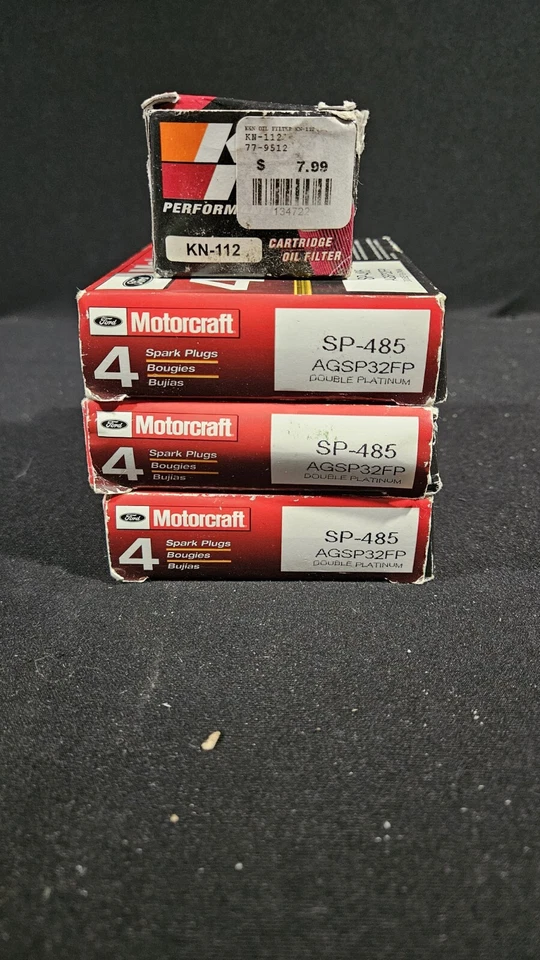 K&N OIL FILTER KN-112
KN-112
77-9512
$ 7.99
134722
PERFORM
KN-112
CARTRIDGE
OIL FILTER
Ford
Motorcraft
4
Spark Plugs
Bougies
Bujias
SP-485
AGSP32FP
DOUBLE PLATINUM
Ford
Motorcraft
4
Spark Plugs
Bougies
Bujias
SP-485
AGSP32FP
DOUBLE PLATINUM
Ford
Motorcraft
4
Spark Plugs
Bougies
Bujias
SP-485
AGSP32FP
DOUBLE PLATINUM